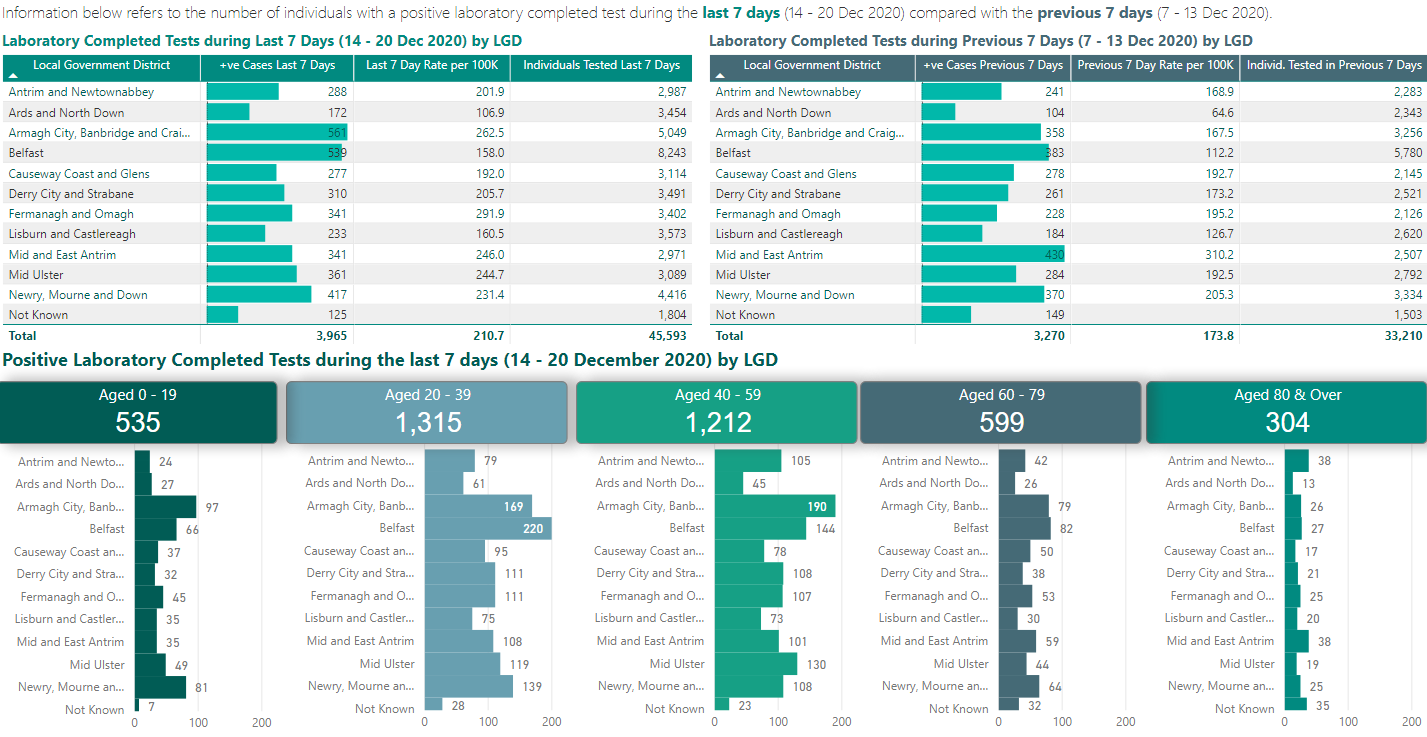 Information below refers to the number of individuals with a positive laboratory completed test during the last 7 days (14 - 20 Dec 2020) compared with the previous 7 days (7 - 13 Dec 2020).
Laboratory Completed Tests during Last 7 Days (14 - 20 Dec 2020) by LGD
Local Government District +ve Cases Last 7 Days Last 7 Day Rate per 100K Individuals Tested Last 7 Days
Antrim and Newtownabbey 288 201.9 2,987
Ards and North Down 172 106.9 3,454
Armagh City, Banbridge and Crai... 561 262.5 5,049
Belfast 539 158.0 8,243
Causeway Coast and Glens 277 192.0 3,114
Derry City and Strabane 310 205.7 3,491
Fermanagh and Omagh 341 291.9 3,402
Lisburn and Castlereagh 233 160.5 3,573
Mid and East Antrim 341 246.0 2,971
Mid Ulster 361 244.7 3,089
Newry, Mourne and Down 417 231.4 4,416
Not Known 125 1,804
Total 3,965 210.7 45,593
Laboratory Completed Tests during Previous 7 Days (7 - 13 Dec 2020) by LGD
Local Government District +ve Cases Previous 7 Days Previous 7 Day Rate per 100K Individ. Tested in Previous 7 Days
Antrim and Newtownabbey 241 168.9 2,283
Ards and North Down 104 64.6 2,343
Armagh City, Banbridge and Craig... 358 167.5 3,256
Belfast 383 112.2 5,780
Causeway Coast and Glens 278 192.7 2,145
Derry City and Strabane 261 173.2 2,521
Fermanagh and Omagh 228 195.2 2,126
Lisburn and Castlereagh 184 126.7 2,620
Mid and East Antrim 430 310.2 2,507
Mid Ulster 284 192.5 2,792
Newry, Mourne and Down 370 205.3 3,334
Not Known 149 1,503
Total 3,270 173.8 33,210
Positive Laboratory Completed Tests during the last 7 days (14 - 20 December 2020) by LGD
Aged 0 - 19
535
Antrim and Newto... 24
Ards and North Do... 27
Armagh City, Banb... 97
Belfast 66
Causeway Coast an... 37
Derry City and Stra... 32
Fermanagh and O... 45
Lisburn and Castler... 35
Mid and East Antrim 35
Mid Ulster 49
Newry, Mourne an... 81
Not Known 7
0 100 200
Aged 20 - 39
1,315
Antrim and Newto... 79
Ards and North Do... 61
Armagh City, Banb... 169
Belfast 220
Causeway Coast an... 95
Derry City and Stra... 111
Fermanagh and O... 111
Lisburn and Castler... 75
Mid and East Antrim 108
Mid Ulster 119
Newry, Mourne an... 139
Not Known 28
0 100 200
Aged 40 - 59
1,212
Antrim and Newto... 105
Ards and North Do... 45
Armagh City, Banb... 190
Belfast 144
Causeway Coast an... 78
Derry City and Stra... 108
Fermanagh and O... 107
Lisburn and Castler... 73
Mid and East Antrim 101
Mid Ulster 130
Newry, Mourne an... 108
Not Known 23
0 100 200
Aged 60 - 79
599
Antrim and Newto... 42
Ards and North Do... 26
Armagh City, Banb... 79
Belfast 82
Causeway Coast an... 50
Derry City and Stra... 38
Fermanagh and O... 53
Lisburn and Castler... 30
Mid and East Antrim 59
Mid Ulster 44
Newry, Mourne an... 64
Not Known 32
0 100 200
Aged 80 & Over
304
Antrim and Newto... 38
Ards and North Do... 13
Armagh City, Banb... 26
Belfast 27
Causeway Coast an... 17
Derry City and Stra... 21
Fermanagh and O... 25
Lisburn and Castler... 20
Mid and East Antrim 38
Mid Ulster 19
Newry, Mourne an... 25
Not Known 35
0 100 200